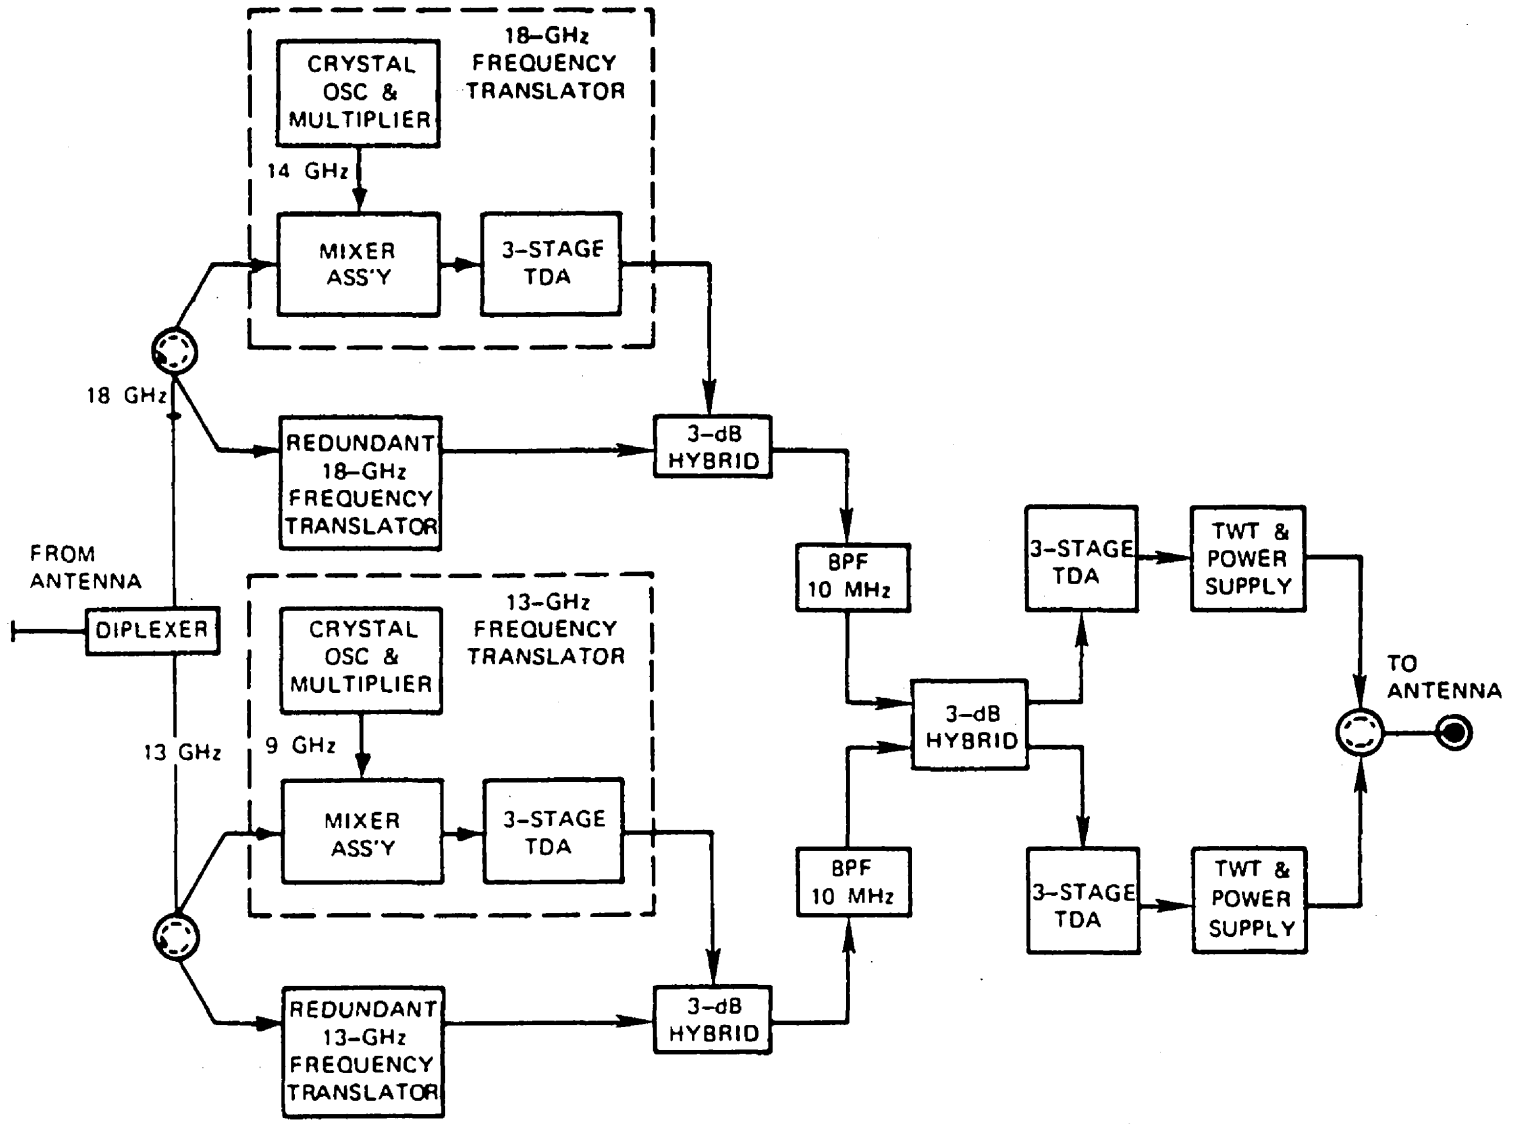 18-GHz
FREQUENCY
TRANSLATOR
CRYSTAL
OSC &
MULTIPLIER
14 GHz
MIXER
ASS'Y
3-STAGE
TDA
18 GHz
REDUNDANT
18-GHz
FREQUENCY
TRANSLATOR
3-dB
HYBRID
BPF
10 MHz
FROM
ANTENNA
DIPLEXER
13-GHz
FREQUENCY
TRANSLATOR
CRYSTAL
OSC &
MULTIPLIER
9 GHz
13 GHz
MIXER
ASS'Y
3-STAGE
TDA
REDUNDANT
13-GHz
FREQUENCY
TRANSLATOR
3-dB
HYBRID
BPF
10 MHz
3-dB
HYBRID
3-STAGE
TDA
TWT &
POWER
SUPPLY
3-STAGE
TDA
TWT &
POWER
SUPPLY
TO
ANTENNA